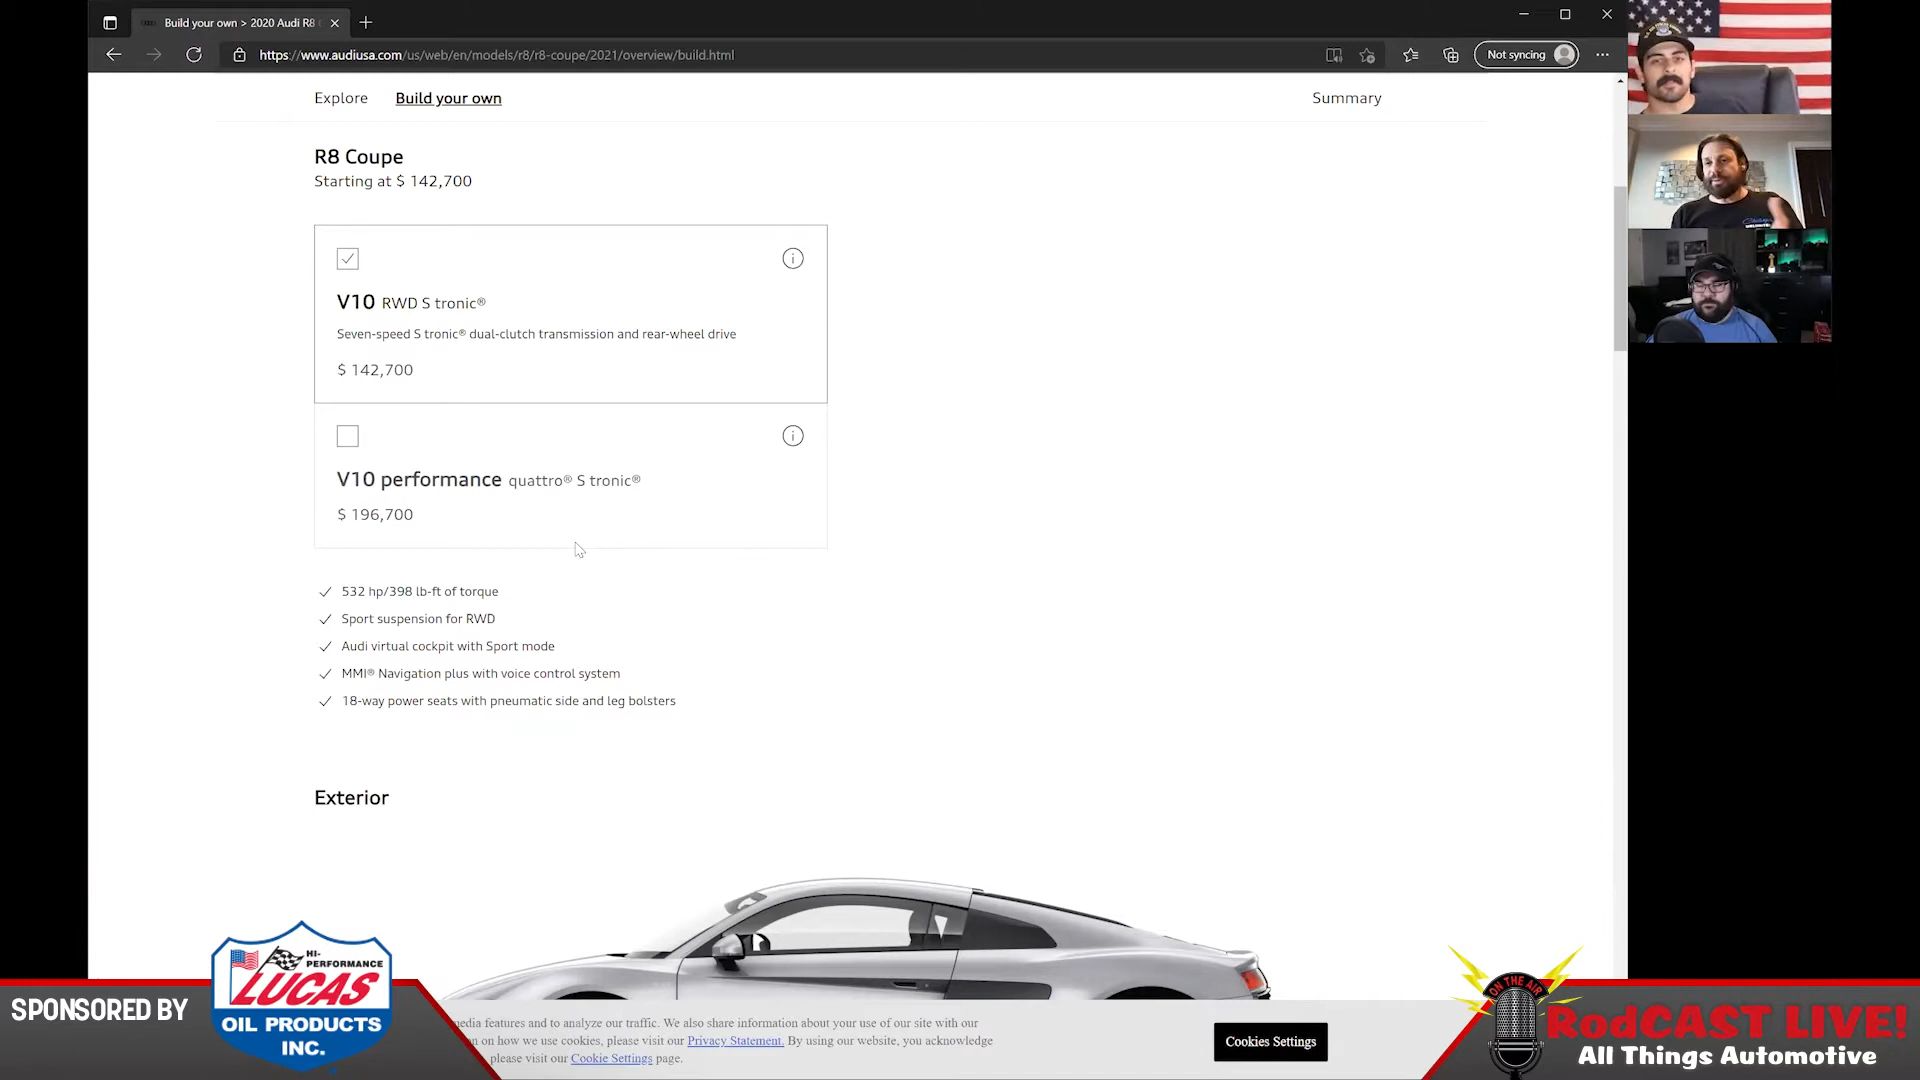 Build your own > 2020 Audi R8
https://www.audiusa.com/us/web/en/models/r8/r8-coupe/2021/overview/build.html
Not syncing
Explore
Build your own
Summary
R8 Coupe
Starting at $ 142,700
V10 RWD S tronic®
Seven-speed S tronic® dual-clutch transmission and rear-wheel drive
$ 142,700
V10 performance quattro® S tronic®
$ 196,700
532 hp/398 lb-ft of torque
Sport suspension for RWD
Audi virtual cockpit with Sport mode
MMI® Navigation plus with voice control system
18-way power seats with pneumatic side and leg bolsters
Exterior
media features and to analyze our traffic. We also share information about your use of our site with our
on on how we use cookies, please visit our Privacy Statement. By using our website, you acknowledge
please visit our Cookie Settings page.
Cookies Settings
SPONSORED BY
HI-
PERFORMANCE
LUCAS
OIL PRODUCTS
INC.
ON THE AIR
RodCAST LIVE!
All Things Automotive